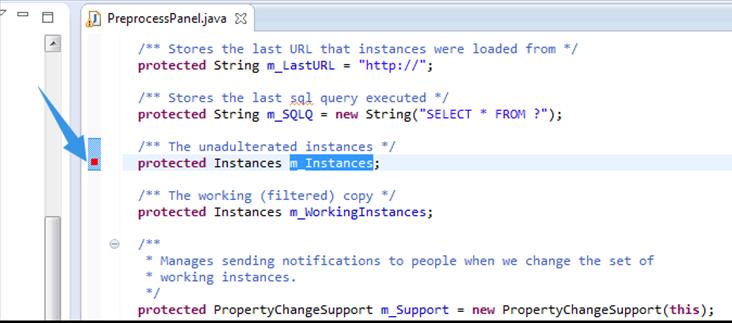 PreprocessPanel.java
/** Stores the last URL that instances were loaded from */
protected String m_LastURL = "http://";
/** Stores the last sql query executed */
protected String m_SQLQ = new String("SELECT * FROM ?");
/** The unadulterated instances */
protected Instances m_Instances;
/** The working (filtered) copy */
protected Instances m_WorkingInstances;
/**
* Manages sending notifications to people when we change the set of
* working instances.
*/
protected PropertyChangeSupport m_Support = new PropertyChangeSupport(this);